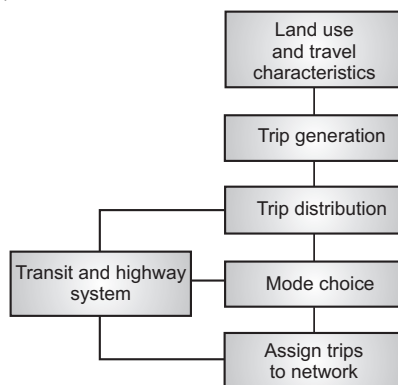 Land use
and travel
characteristics
Trip generation
Trip distribution
Transit and highway
system
Mode choice
Assign trips
to network